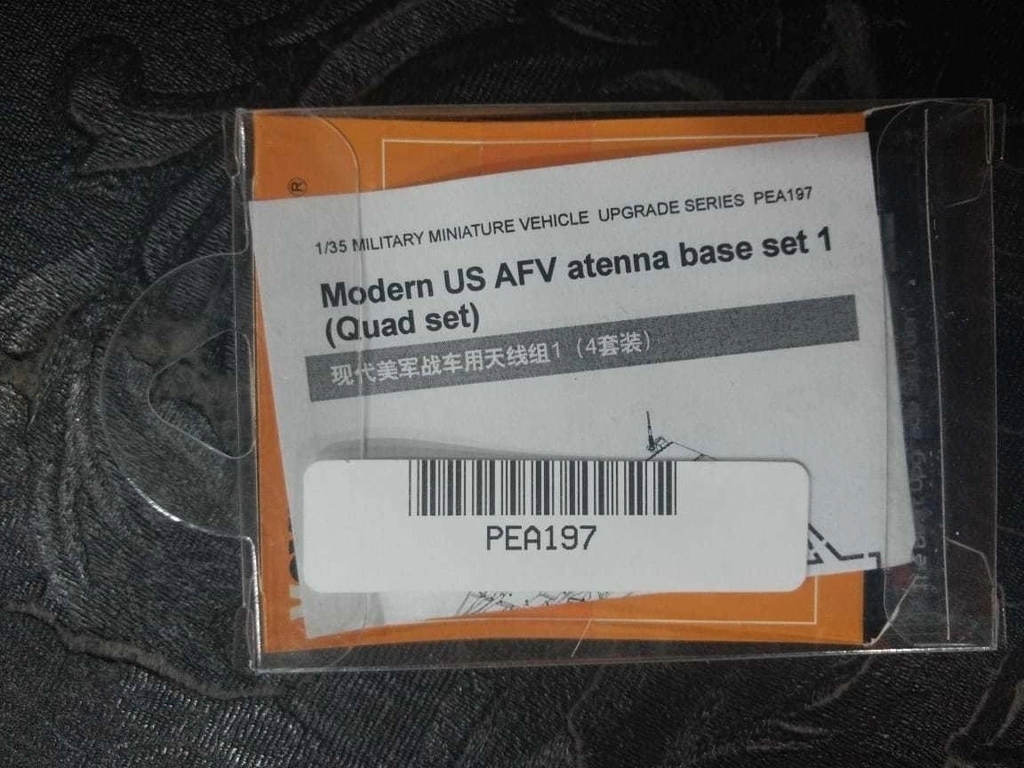 ®
1/35 MILITARY MINIATURE VEHICLE UPGRADE SERIES PEA197
Modern US AFV atenna base set 1
(Quad set)
现代美军战车用天线组1（4套装）
PEA197